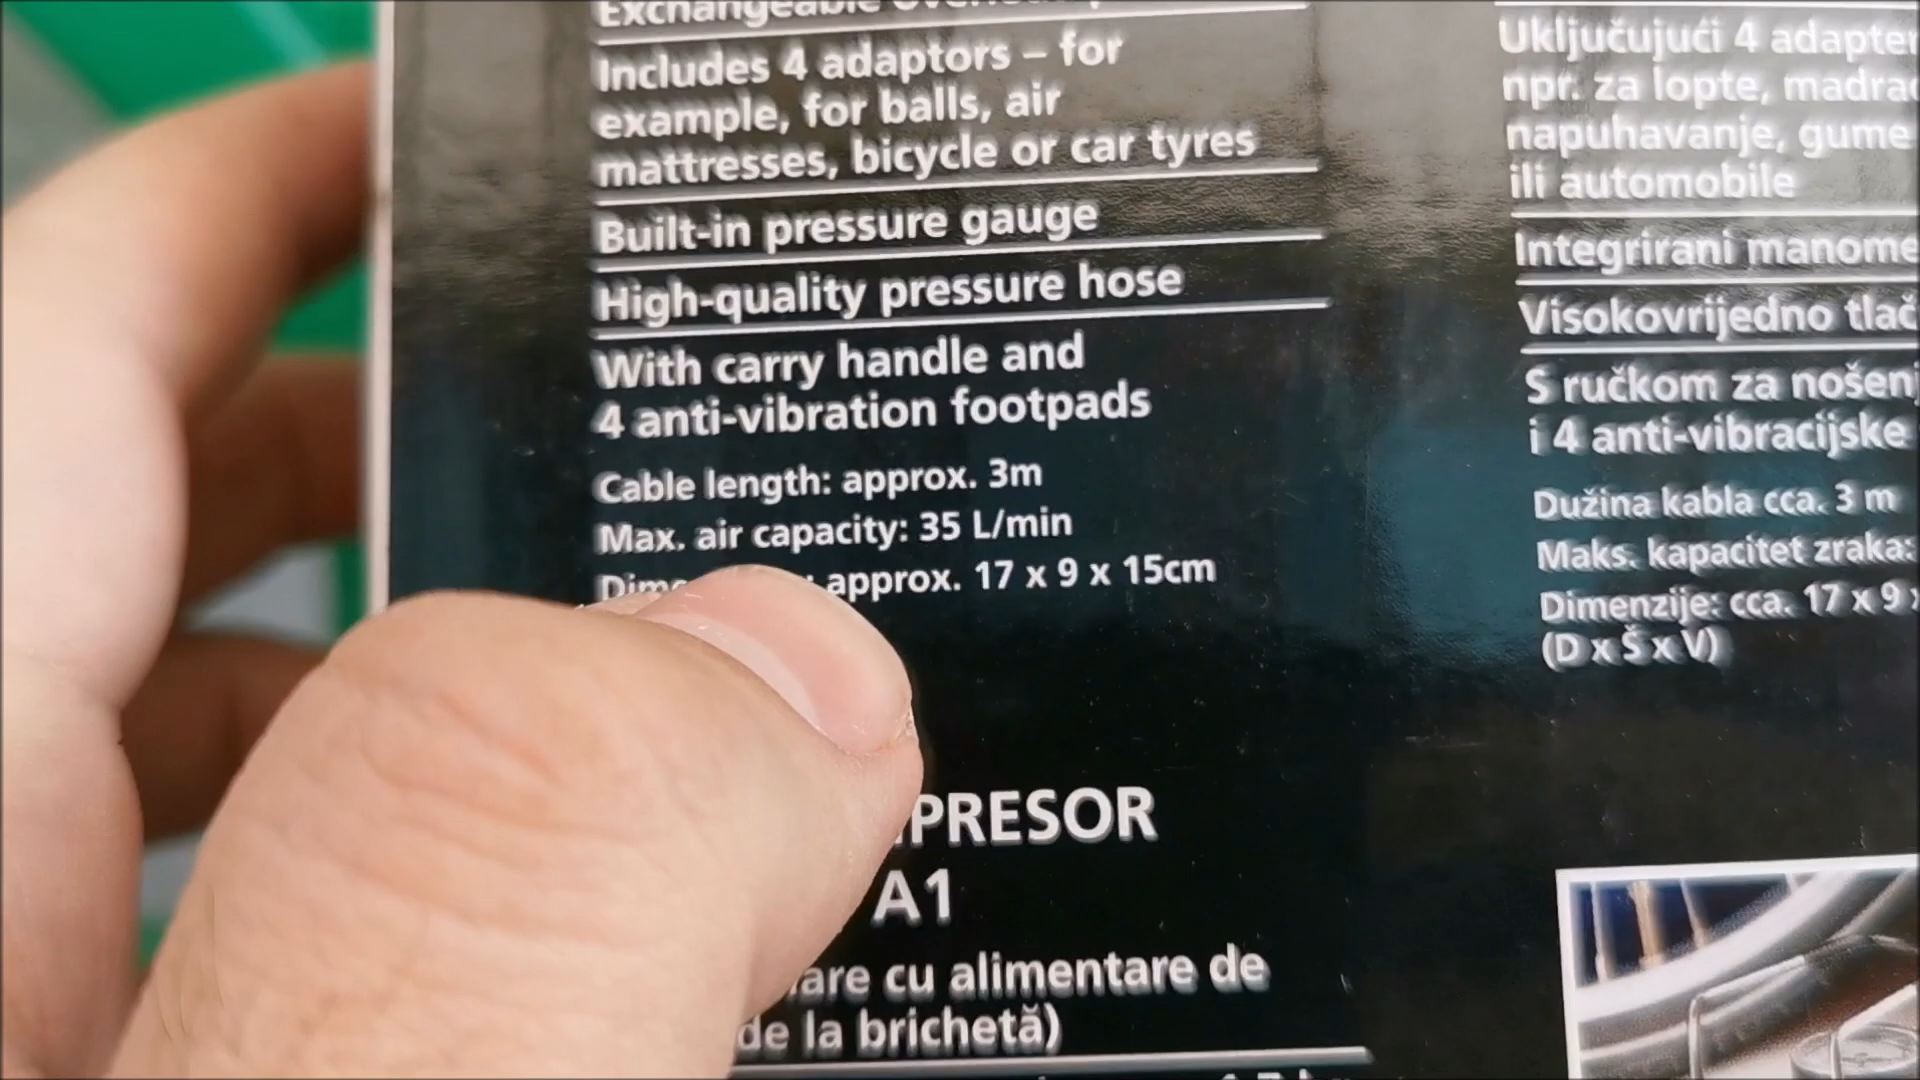 Exchangeable
Includes 4 adaptors – for
example, for balls, air
mattresses, bicycle or car tyres
Built-in pressure gauge
High-quality pressure hose
With carry handle and
4 anti-vibration footpads
Cable length: approx. 3m
Max. air capacity: 35 L/min
approx. 17 x 9 x 15cm
PRESOR
A1
are cu alimentare de
de la brichetă)
Uključujući 4 adapter
npr. za lopte, madrac
napuhavanje, gume
ili automobile
Integrirani manome
Visokovrijedno tlač
S ručkom za nošenj
i 4 anti-vibracijske
Dužina kabla cca. 3 m
Maks. kapacitet zraka:
Dimenzije: cca. 17 x 9 x
(D x Š x V)